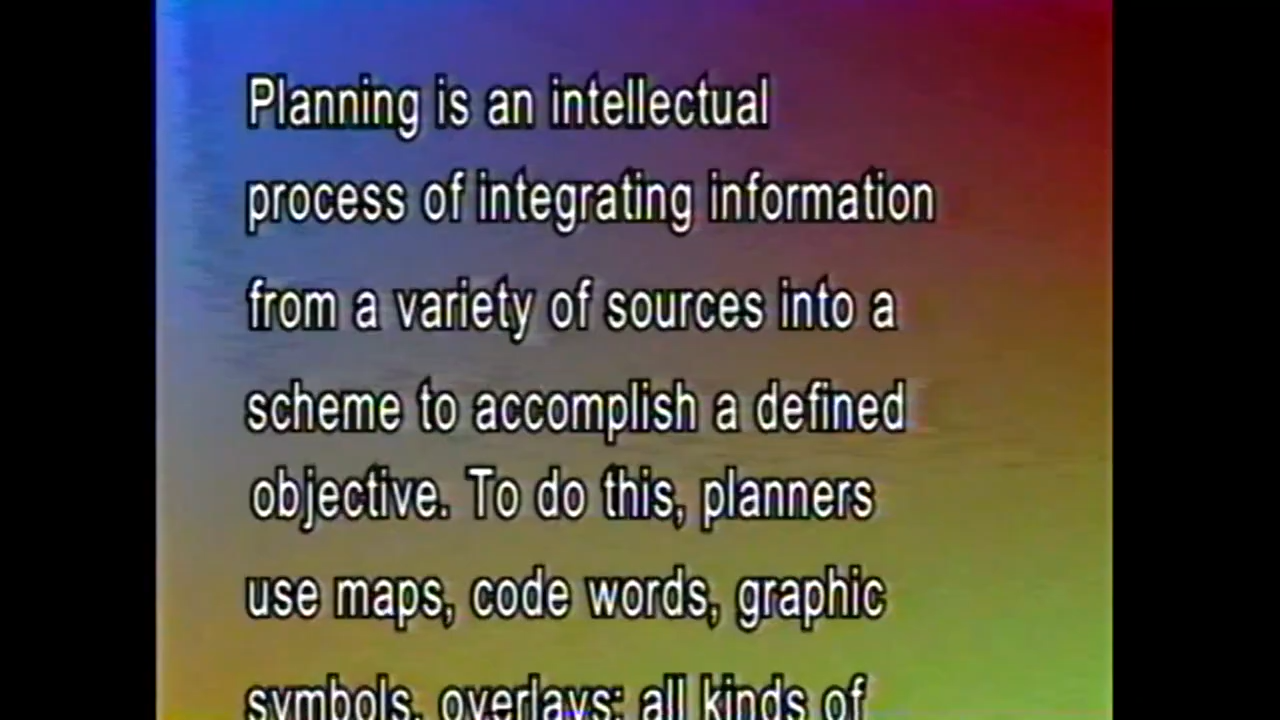 Planning is an intellectual
process of integrating information
from a variety of sources into a
scheme to accomplish a defined
objective. To do this, planners
use maps, code words, graphic
symbols, overlays; all kinds of